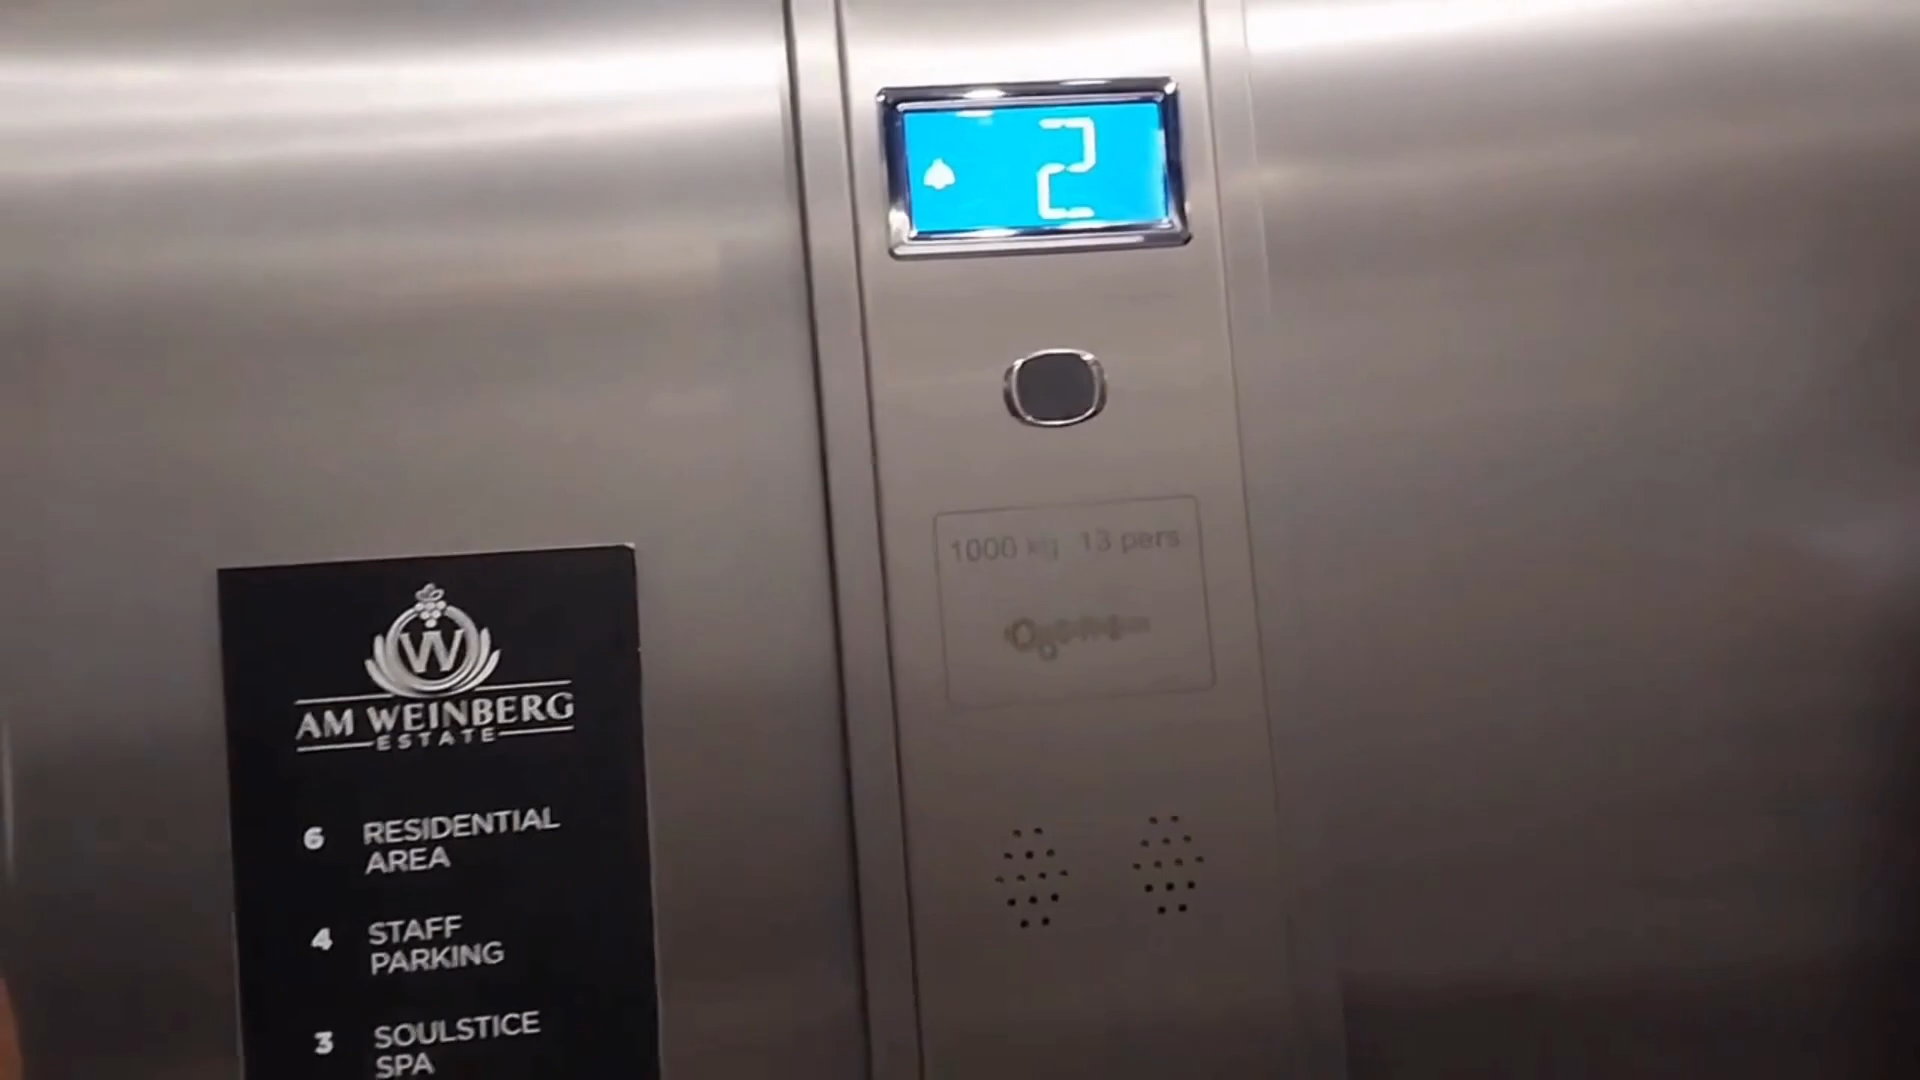 2
1000 kg 13 pers
W
AM WEINBERG
ESTATE
6 RESIDENTIAL
AREA
4 STAFF
PARKING
3 SOULSTICE
SPA